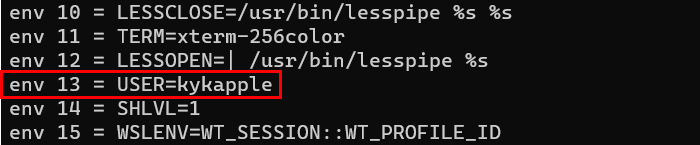 env 10 = LESSCLOSE=/usr/bin/lesspipe %s %s
env 11 = TERM=xterm-256color
env 12 = LESSOPEN=| /usr/bin/lesspipe %s
env 13 = USER=kykapple
env 14 = SHLVL=1
env 15 = WSLENV=WT_SESSION::WT_PROFILE_ID